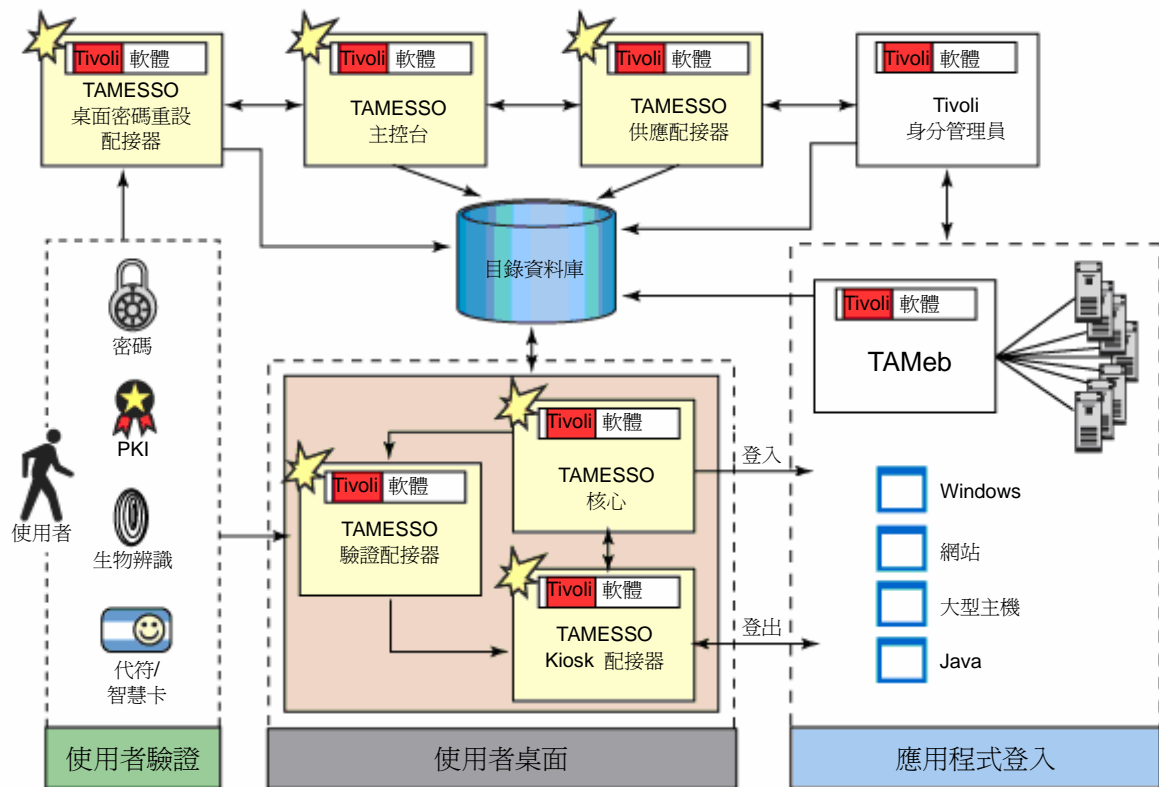 Tivoli 軟體
TAMESSO
桌面密碼重設
配接器
Tivoli 軟體
TAMESSO
主控台
Tivoli 軟體
TAMESSO
供應配接器
Tivoli 軟體
Tivoli
身分管理員
目錄資料庫
密碼
PKI
使用者
生物辨識
代符/
智慧卡
Tivoli 軟體
TAMESSO
核心
Tivoli 軟體
TAMESSO
驗證配接器
Tivoli 軟體
TAMESSO
Kiosk 配接器
登入
登出
Tivoli 軟體
TAMeb
Windows
網站
大型主機
Java
使用者驗證
使用者桌面
應用程式登入